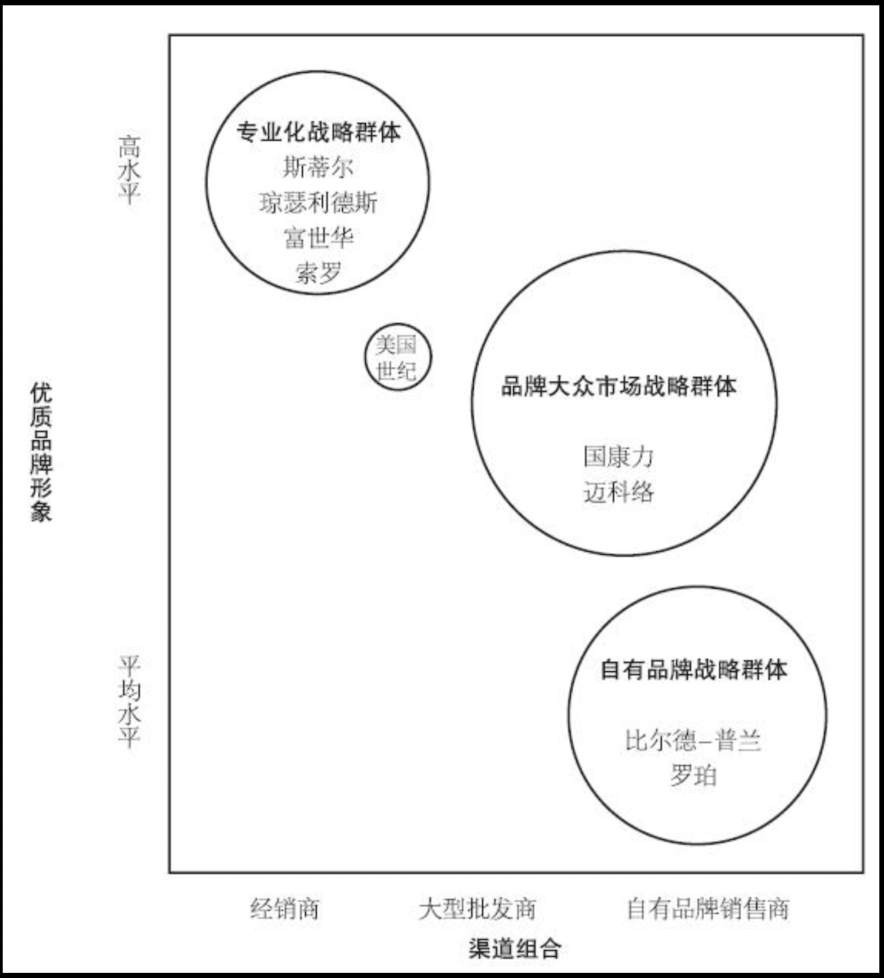 高水平
专业化战略群体
斯蒂尔
琼瑟利德斯
富世华
索罗
美国
世纪
品牌大众市场战略群体
国康力
迈科络
优质品牌形象
自有品牌战略群体
比尔德–普兰
罗珀
平均水平
经销商
大型批发商
自有品牌销售商
渠道组合